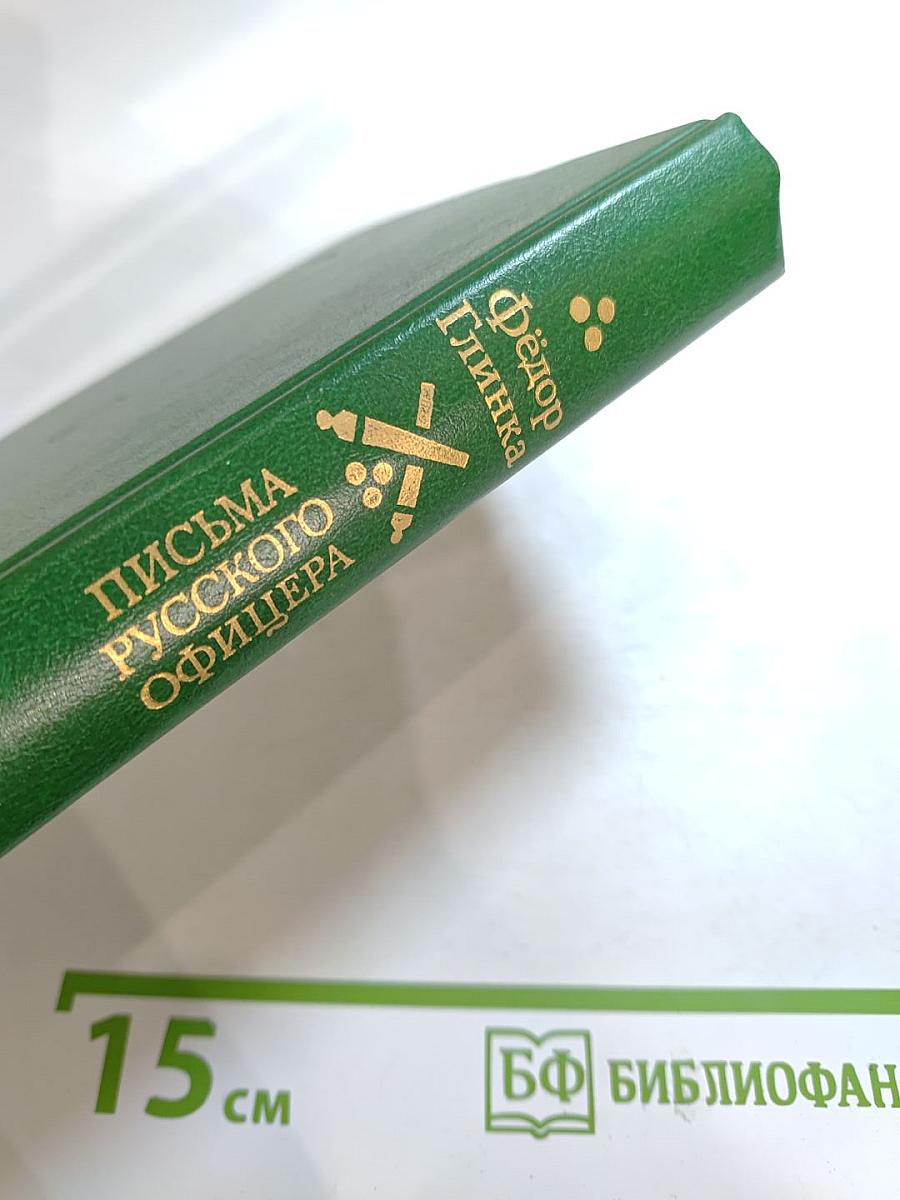 Фёдор
Глинка
ПИСЬМА
РУССКОГО
ОФИЦЕРА
15 см
БФ БИБЛИОФАН